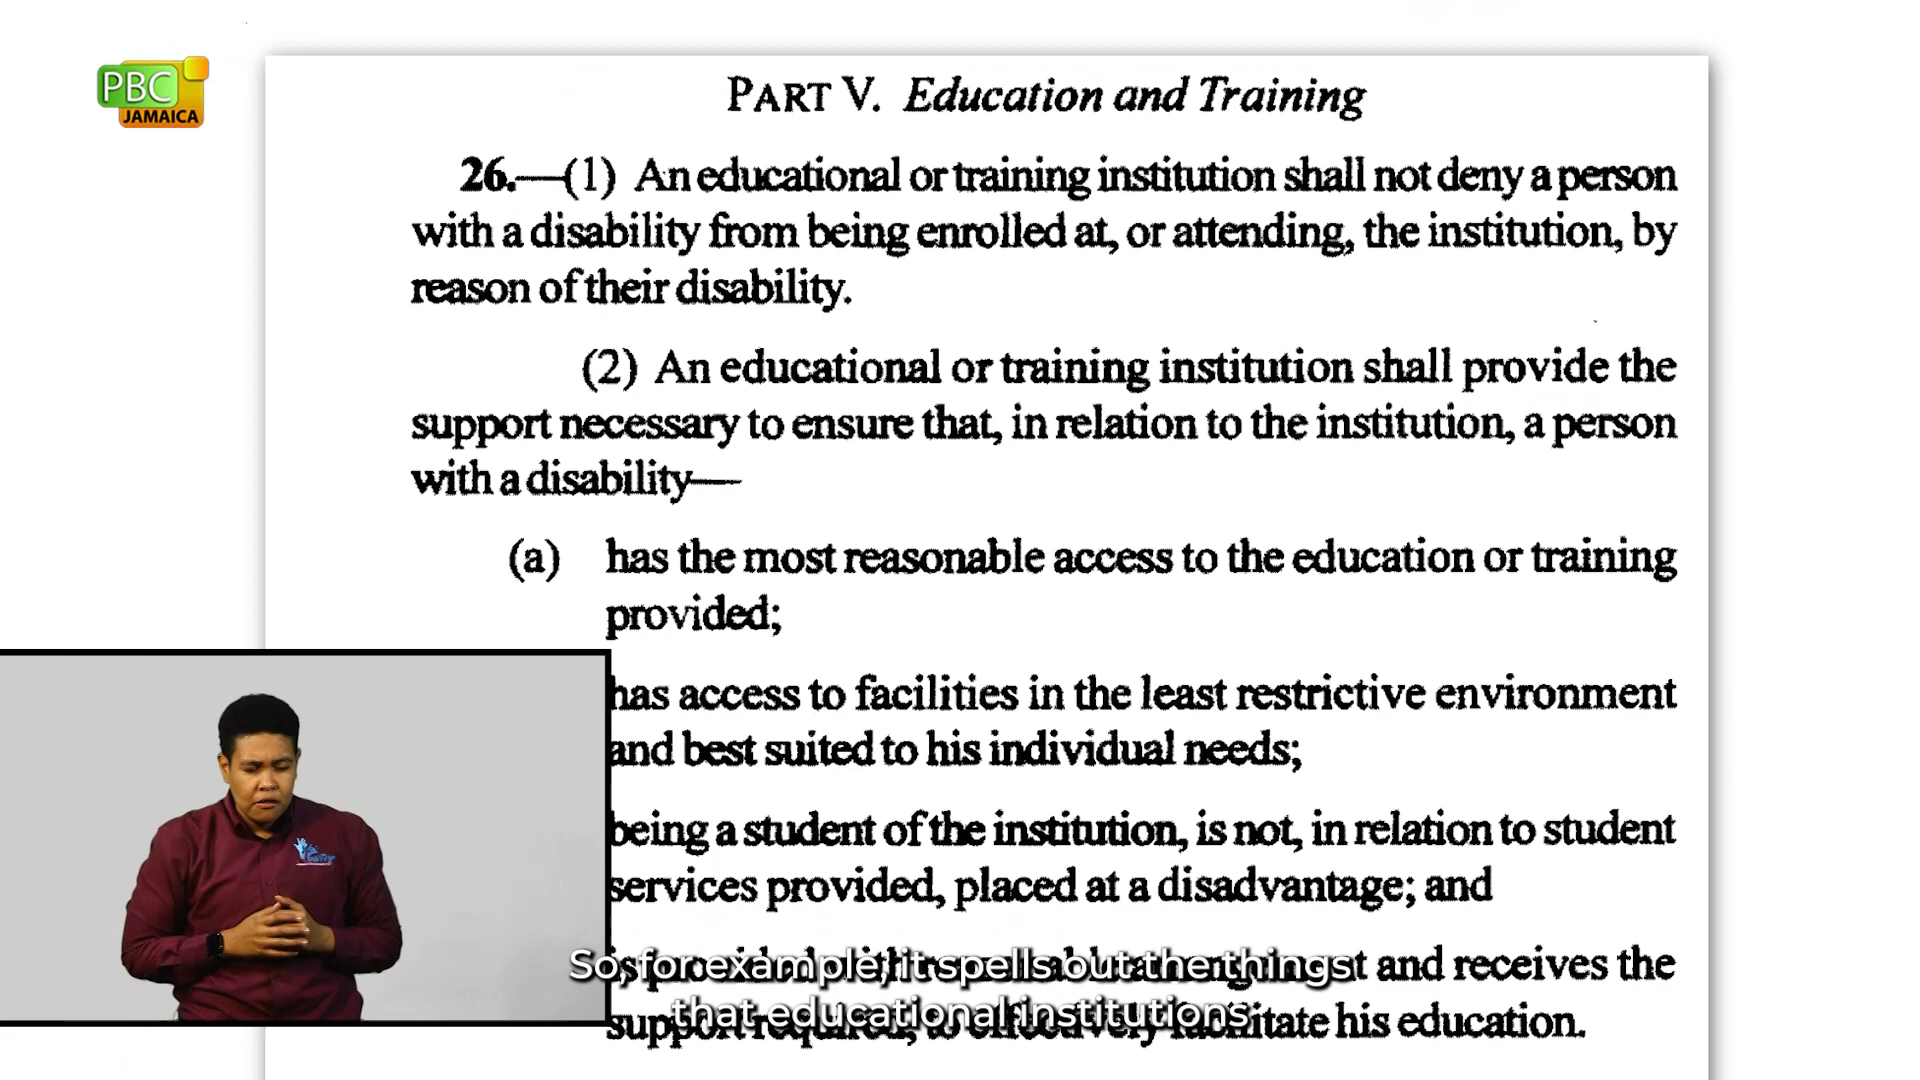 PBC
JAMAICA
PART V. Education and Training
26.—(1) An educational or training institution shall not deny a person
with a disability from being enrolled at, or attending, the institution, by
reason of their disability.
(2) An educational or training institution shall provide the
support necessary to ensure that, in relation to the institution, a person
with a disability—
(a) has the most reasonable access to the education or training
provided;
has access to facilities in the least restrictive environment
and best suited to his individual needs;
being a student of the institution, is not, in relation to student
services provided, placed at a disadvantage; and
and receives the
support required, to effectively facilitate his education.
So, for example, it spells out the things
that educational institutions